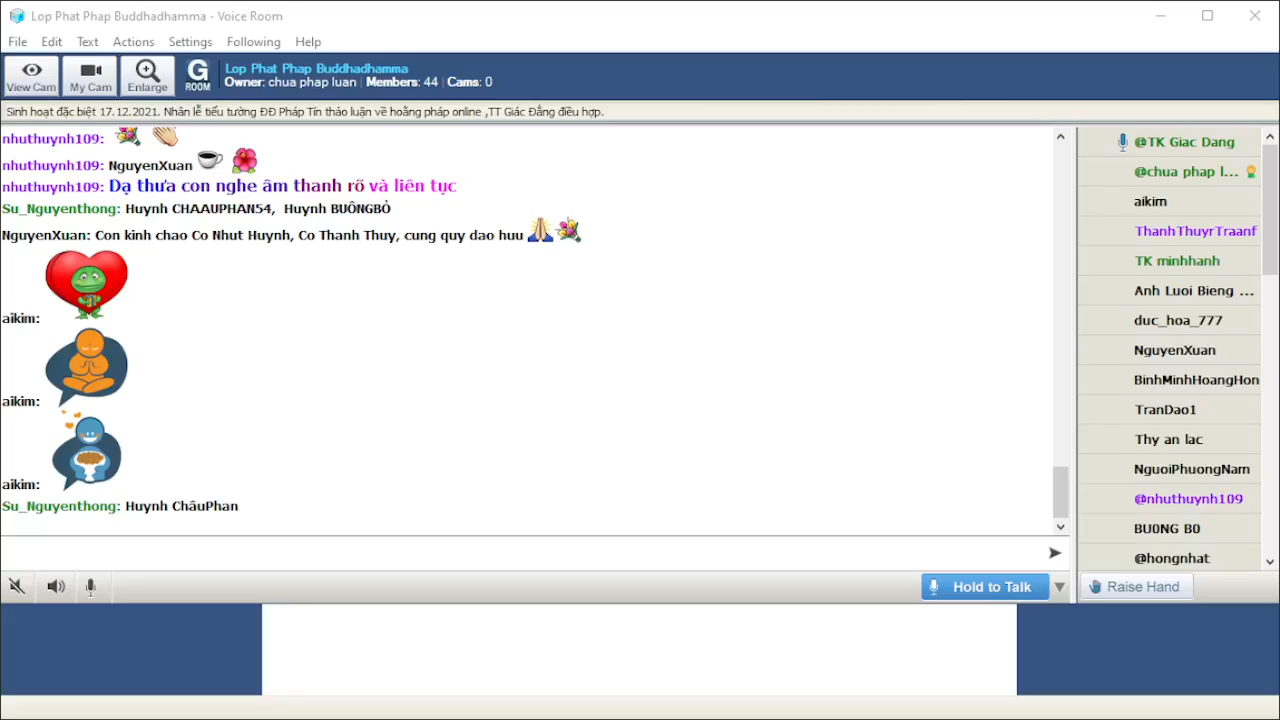 Lop Phat Phap Buddhadhamma - Voice Room
File Edit Text Actions Settings Following Help
View Cam
My Cam
Enlarge
G
ROOM
Lop Phat Phap Buddhadhamma
Owner: chua phap luan | Members: 44 | Cams: 0
Sinh hoạt đặc biệt 17.12.2021. Nhân lễ tiểu tường ĐĐ Pháp Tín thảo luận về hoằng pháp online ,TT Giác Đẳng điều hợp.
nhuthuynh109:
nhuthuynh109: NguyenXuan
nhuthuynh109: Dạ thưa con nghe âm thanh rõ và liên tục
Su_Nguyenthong: Huynh CHAAUPHAN54, Huynh BUÔNGBỎ
NguyenXuan: Con kinh chao Co Nhut Huynh, Co Thanh Thuy, cung quy dao huu
aikim:
aikim:
aikim:
Su_Nguyenthong: Huynh ChâuPhan
@TK Giac Dang
@chua phap l...
aikim
ThanhThuyrTraanf
TK minhhanh
Anh Luoi Bieng ...
duc_hoa_777
NguyenXuan
BinhMinhHoangHon
TranDao1
Thy an lac
NguoiPhuongNam
@nhuthuynh109
BU0NG B0
@hongnhat
Hold to Talk
Raise Hand